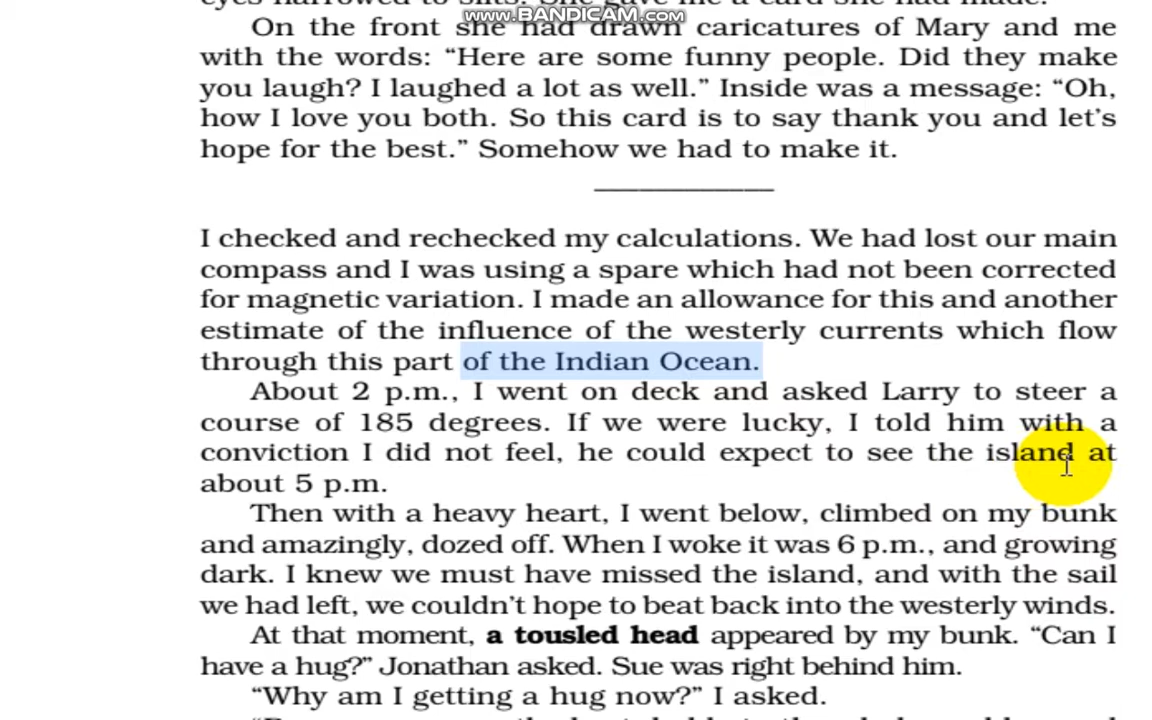 eyes narrowed to slits. She gave me a card she had made.
www.BANDICAM.com
On the front she had drawn caricatures of Mary and me
with the words: “Here are some funny people. Did they make
you laugh? I laughed a lot as well.” Inside was a message: “Oh,
how I love you both. So this card is to say thank you and let’s
hope for the best.” Somehow we had to make it.
I checked and rechecked my calculations. We had lost our main
compass and I was using a spare which had not been corrected
for magnetic variation. I made an allowance for this and another
estimate of the influence of the westerly currents which flow
through this part of the Indian Ocean.
About 2 p.m., I went on deck and asked Larry to steer a
course of 185 degrees. If we were lucky, I told him with a
conviction I did not feel, he could expect to see the island at
about 5 p.m.
Then with a heavy heart, I went below, climbed on my bunk
and amazingly, dozed off. When I woke it was 6 p.m., and growing
dark. I knew we must have missed the island, and with the sail
we had left, we couldn’t hope to beat back into the westerly winds.
At that moment, a tousled head appeared by my bunk. “Can I
have a hug?” Jonathan asked. Sue was right behind him.
“Why am I getting a hug now?” I asked.